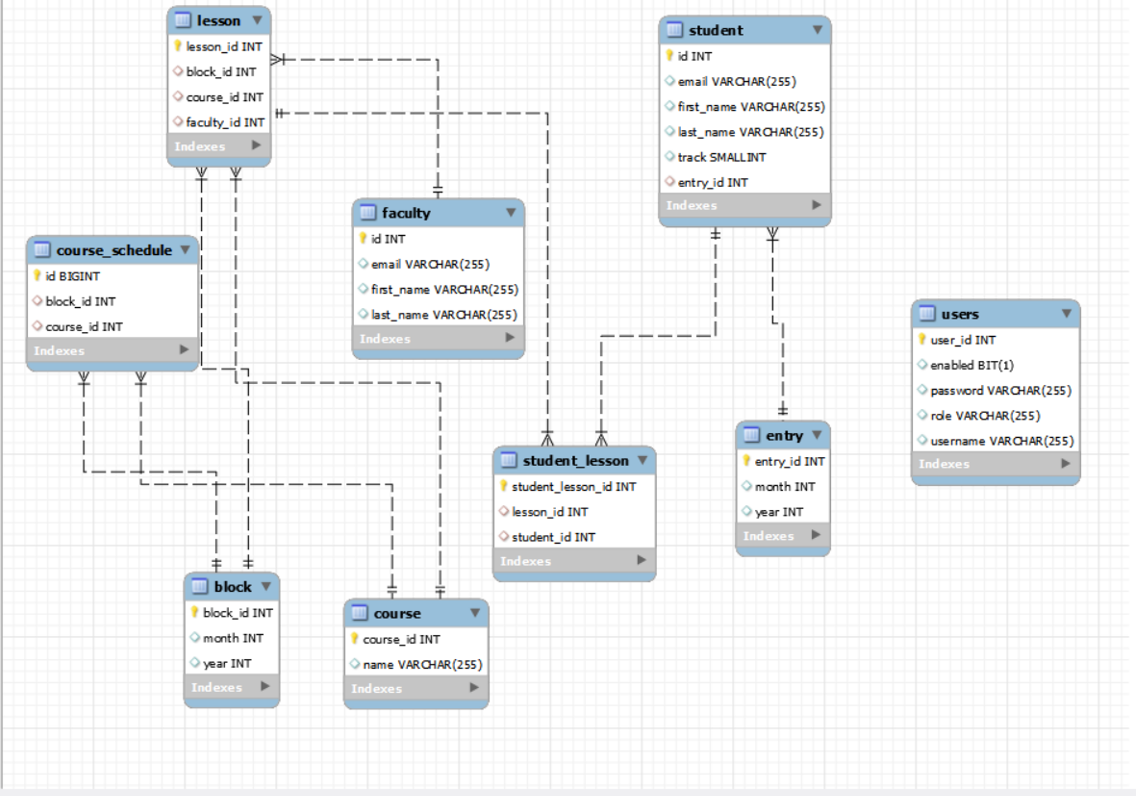 lesson
lesson_id INT
block_id INT
course_id INT
faculty_id INT
Indexes
student
id INT
email VARCHAR(255)
first_name VARCHAR(255)
last_name VARCHAR(255)
track SMALLINT
entry_id INT
Indexes
faculty
id INT
email VARCHAR(255)
first_name VARCHAR(255)
last_name VARCHAR(255)
Indexes
course_schedule
id BIGINT
block_id INT
course_id INT
Indexes
users
user_id INT
enabled BIT(1)
password VARCHAR(255)
role VARCHAR(255)
username VARCHAR(255)
Indexes
entry
entry_id INT
month INT
year INT
Indexes
student_lesson
student_lesson_id INT
lesson_id INT
student_id INT
Indexes
block
block_id INT
month INT
year INT
Indexes
course
course_id INT
name VARCHAR(255)
Indexes